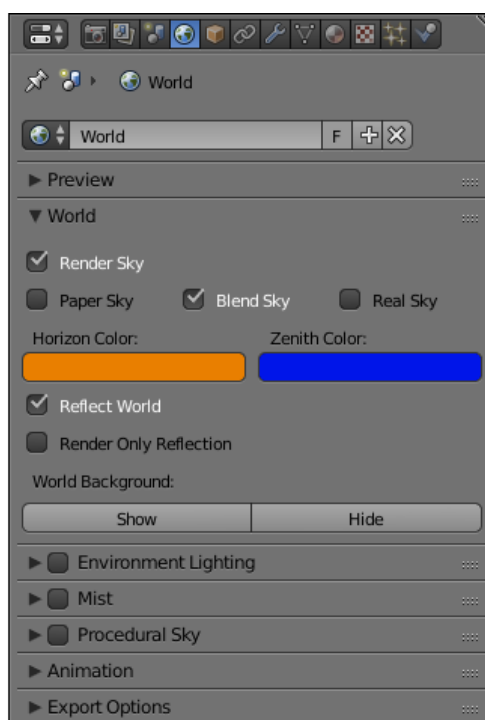 World
World F
Preview
World
Render Sky
Paper Sky Blend Sky Real Sky
Horizon Color: Zenith Color:
Reflect World
Render Only Reflection
World Background:
Show Hide
Environment Lighting
Mist
Procedural Sky
Animation
Export Options